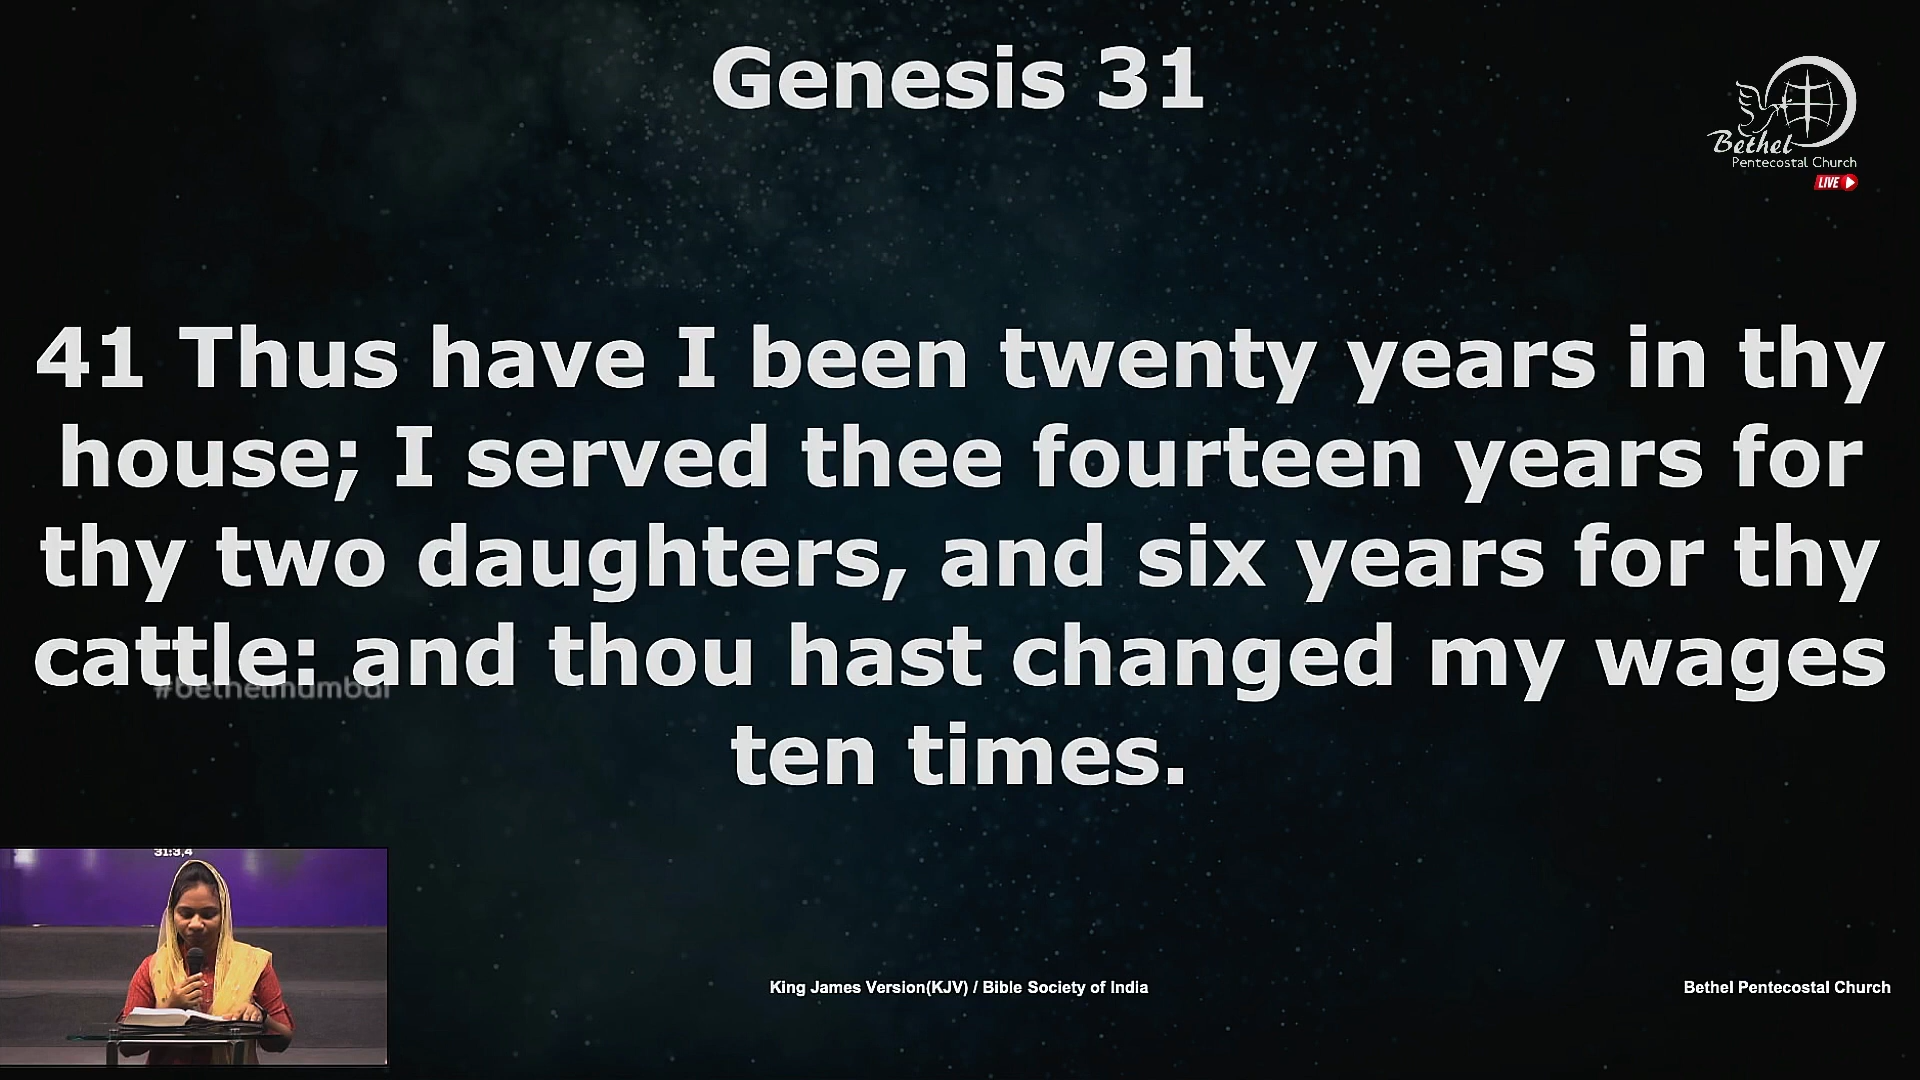 Genesis 31
Bethel
Pentecostal Church
LIVE
41 Thus have I been twenty years in thy
house; I served thee fourteen years for
thy two daughters, and six years for thy
cattle: and thou hast changed my wages
#bethelmumbai
ten times.
31:3,4
King James Version(KJV) / Bible Society of India
Bethel Pentecostal Church